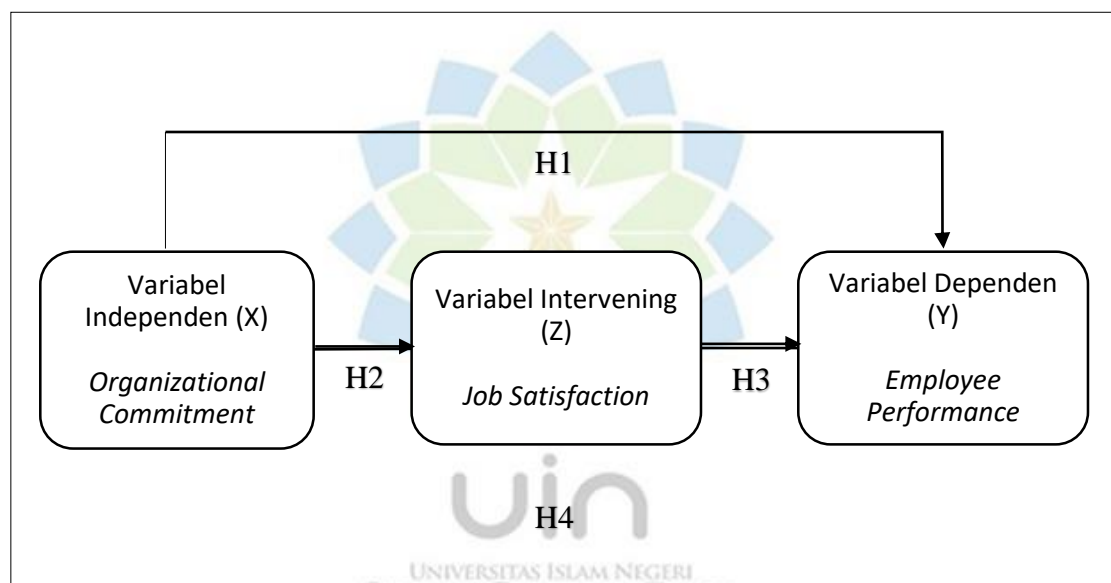 H1
Variabel
Independen (X)
Organizational
Commitment
H2
Variabel Intervening
(Z)
Job Satisfaction
H3
Variabel Dependen
(Y)
Employee
Performance
uin
H4
UNIVERSITAS ISLAM NEGERI